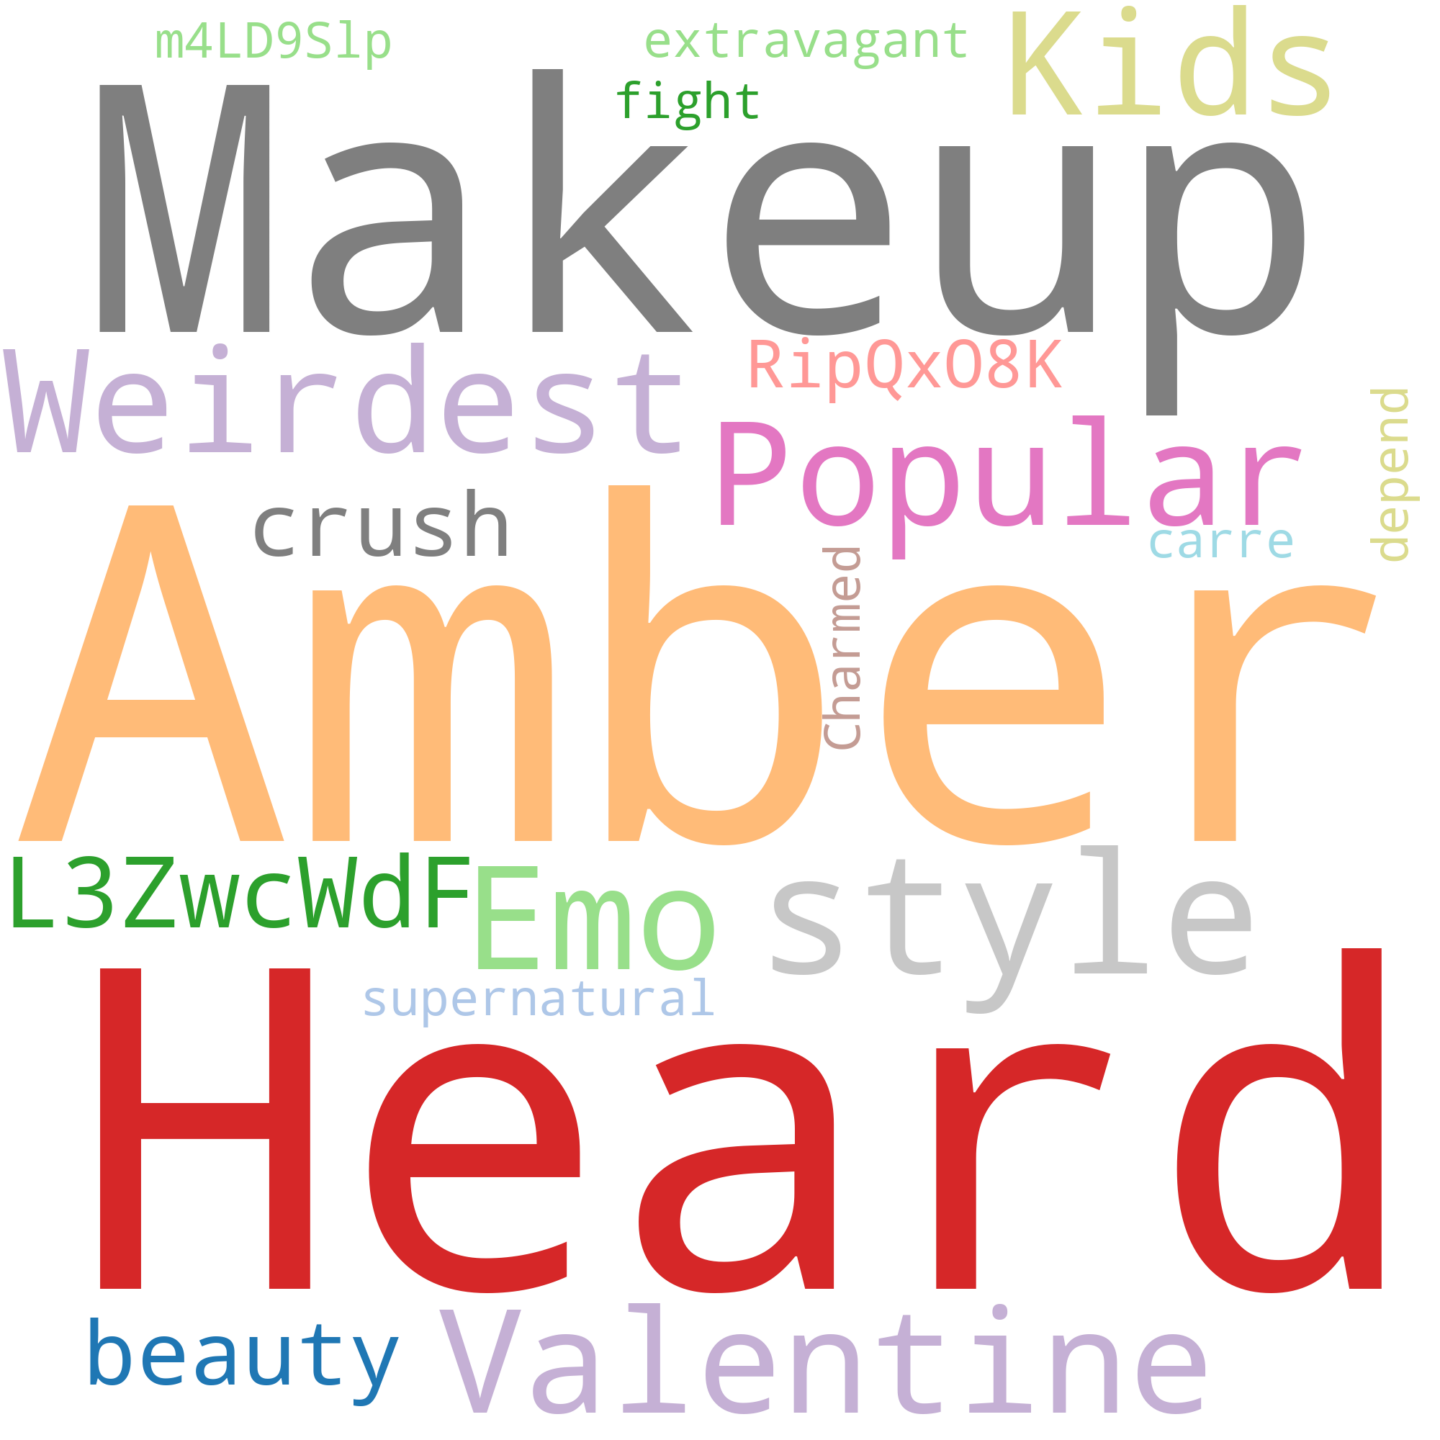 m4LD9Slp
extravagant
Kids
fight
Makeup
Weirdest
RipQxO8K
Popular
depend
crush
carre
Charmed
Amber
L3ZwcWdF
Emo
style
supernatural
Heard
beauty
Valentine